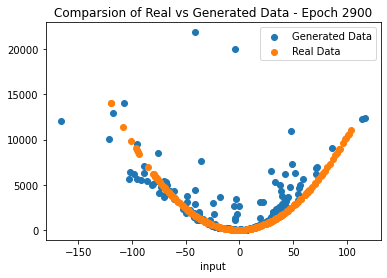 Comparsion of Real vs Generated Data - Epoch 2900
Generated Data
Real Data
20000
15000
10000
5000
0
−150
−100
−50
0
50
100
input